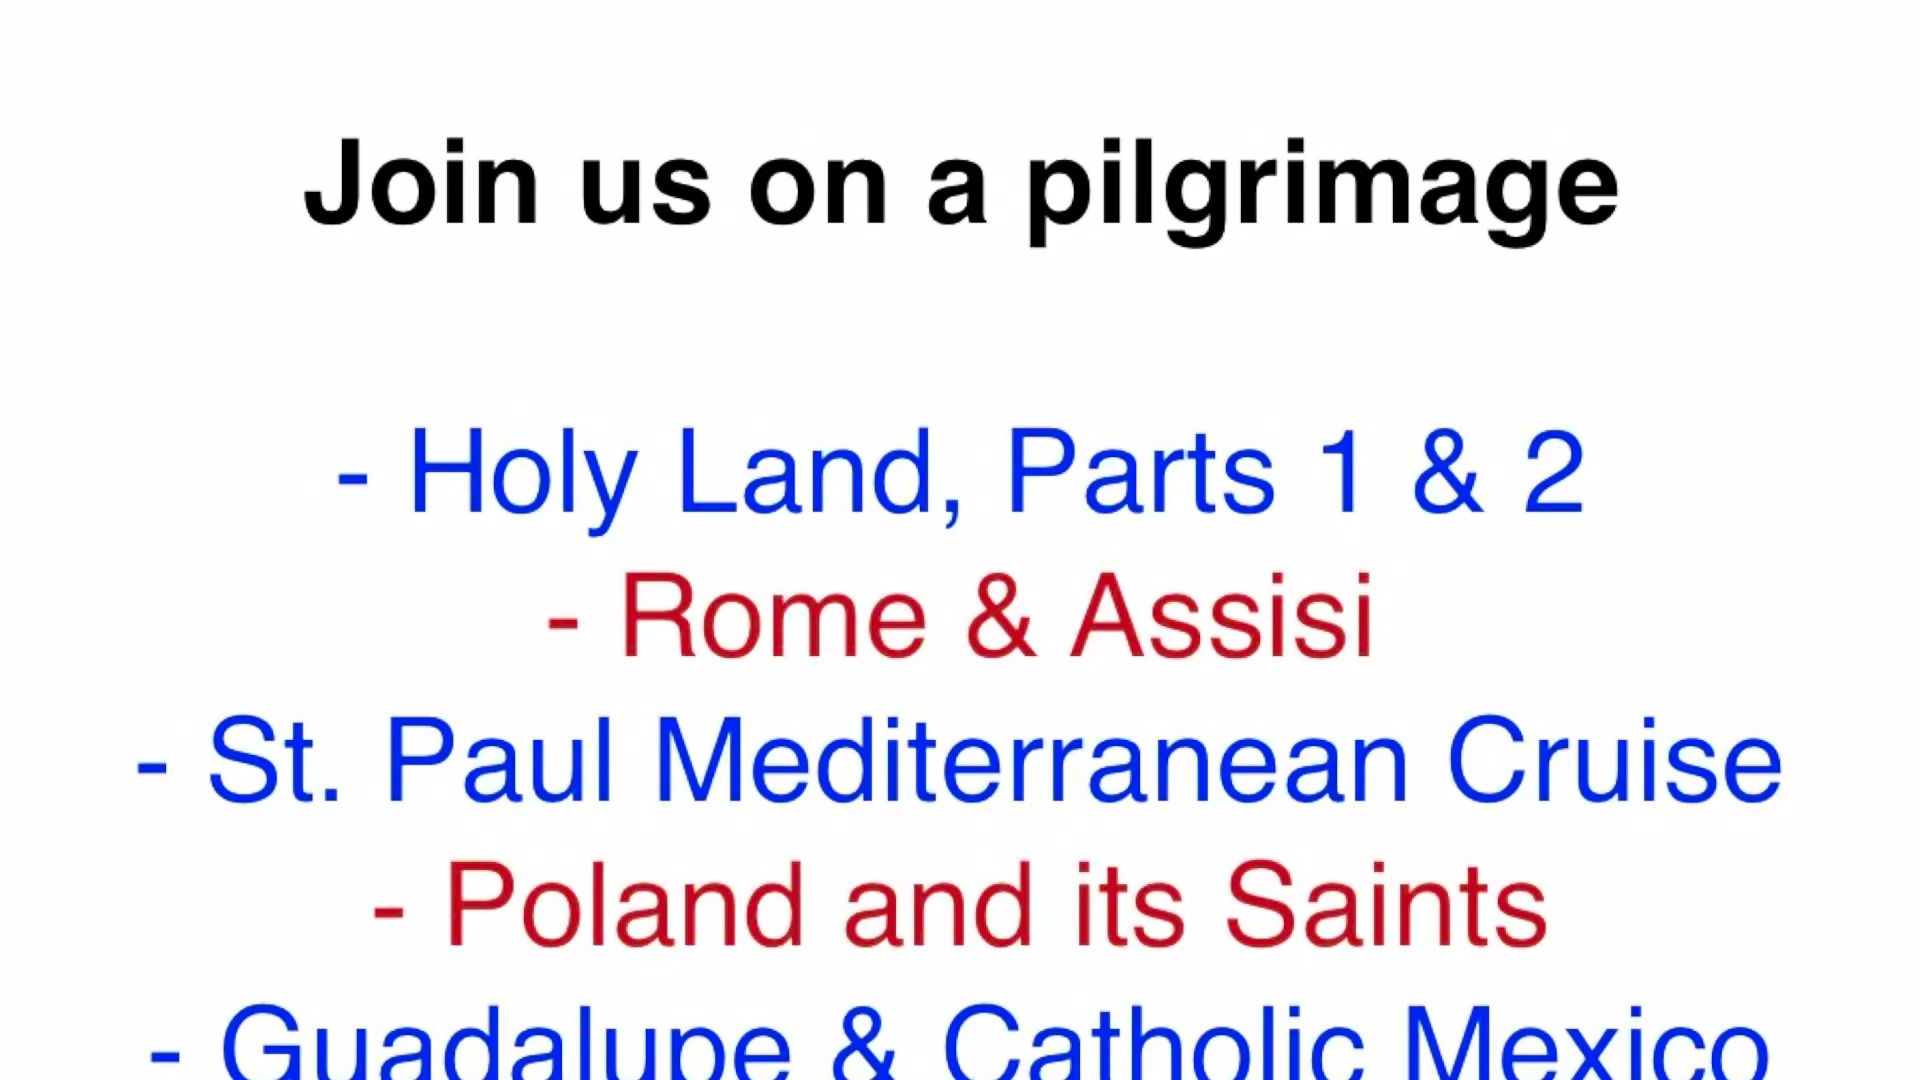 Join us on a pilgrimage
- Holy Land, Parts 1 & 2
- Rome & Assisi
- St. Paul Mediterranean Cruise
- Poland and its Saints
- Guadalupe & Catholic Mexico